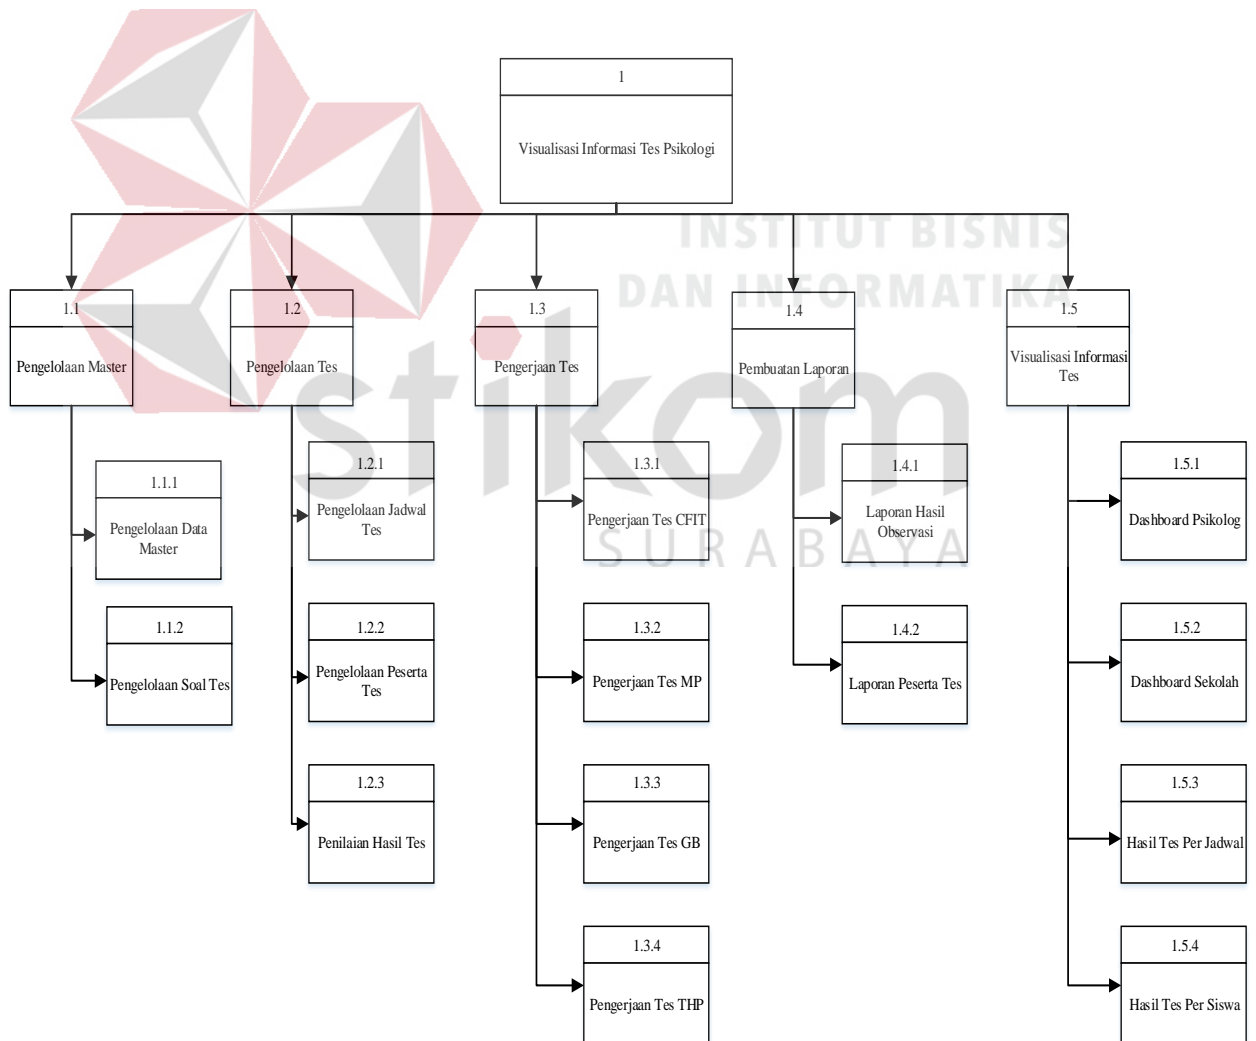 1
Visualisasi Informasi Tes Psikologi
INSTITUT BISNIS
DAN INFORMATIKA
stikom
SURABAYA
1.1
Pengelolaan Master
1.2
Pengelolaan Tes
1.3
Pengerjaan Tes
1.4
Pembuatan Laporan
1.5
Visualisasi Informasi
Tes
1.1.1
Pengelolaan Data
Master
1.1.2
Pengelolaan Soal Tes
1.2.1
Pengelolaan Jadwal
Tes
1.2.2
Pengelolaan Peserta
Tes
1.2.3
Penilaian Hasil Tes
1.3.1
Pengerjaan Tes CFIT
1.3.2
Pengerjaan Tes MP
1.3.3
Pengerjaan Tes GB
1.3.4
Pengerjaan Tes THP
1.4.1
Laporan Hasil
Observasi
1.4.2
Laporan Peserta Tes
1.5.1
Dashboard Psikolog
1.5.2
Dashboard Sekolah
1.5.3
Hasil Tes Per Jadwal
1.5.4
Hasil Tes Per Siswa